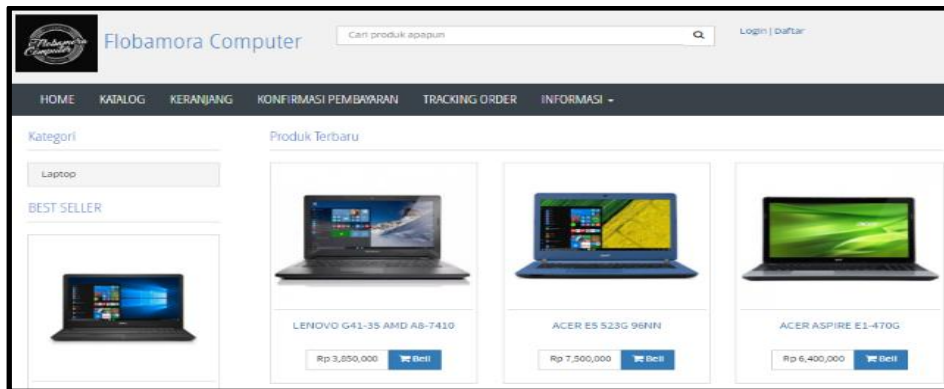 Flobamora Computer
Flobamora Computer
Cari produk apapun
Login | Daftar
HOME KATALOG KERANJANG KONFIRMASI PEMBAYARAN TRACKING ORDER INFORMASI
Kategori
Laptop
BEST SELLER
Produk Terbaru
LENOVO G41-35 AMD A8-7410
Rp 3,850,000 Beli
ACER E5 523G 96NN
Rp 7,500,000 Beli
ACER ASPIRE E1-470G
Rp 6,400,000 Beli